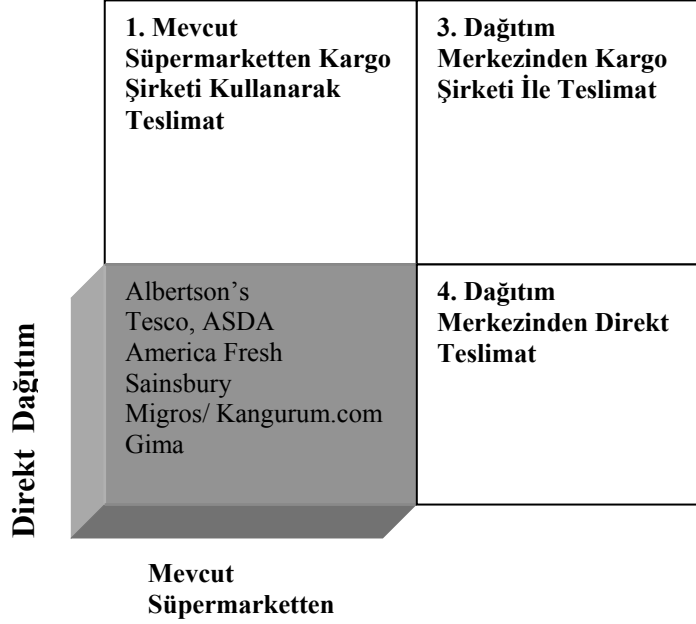 1. Mevcut
Süpermarketten Kargo
Şirketi Kullanarak
Teslimat
3. Dağıtım
Merkezinden Kargo
Şirketi İle Teslimat
Direkt Dağıtım
Albertson’s
Tesco, ASDA
America Fresh
Sainsbury
Migros/ Kangurum.com
Gima
4. Dağıtım
Merkezinden Direkt
Teslimat
Mevcut
Süpermarketten